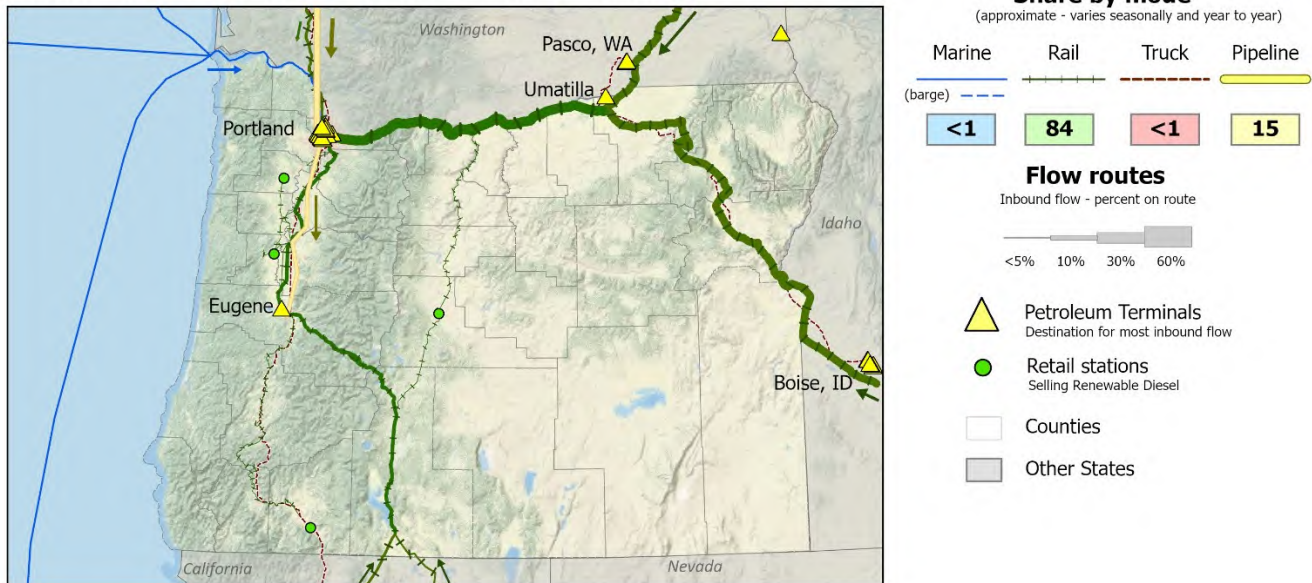 Share by mode
(approximate - varies seasonally and year to year)
Marine Rail Truck Pipeline
(barge)
<1 84 <1 15
Flow routes
Inbound flow - percent on route
<5% 10% 30% 60%
Petroleum Terminals
Destination for most inbound flow
Retail stations
Selling Renewable Diesel
Counties
Other States
Washington
Pasco, WA
Umatilla
Portland
Idaho
Eugene
Boise, ID
California
Nevada